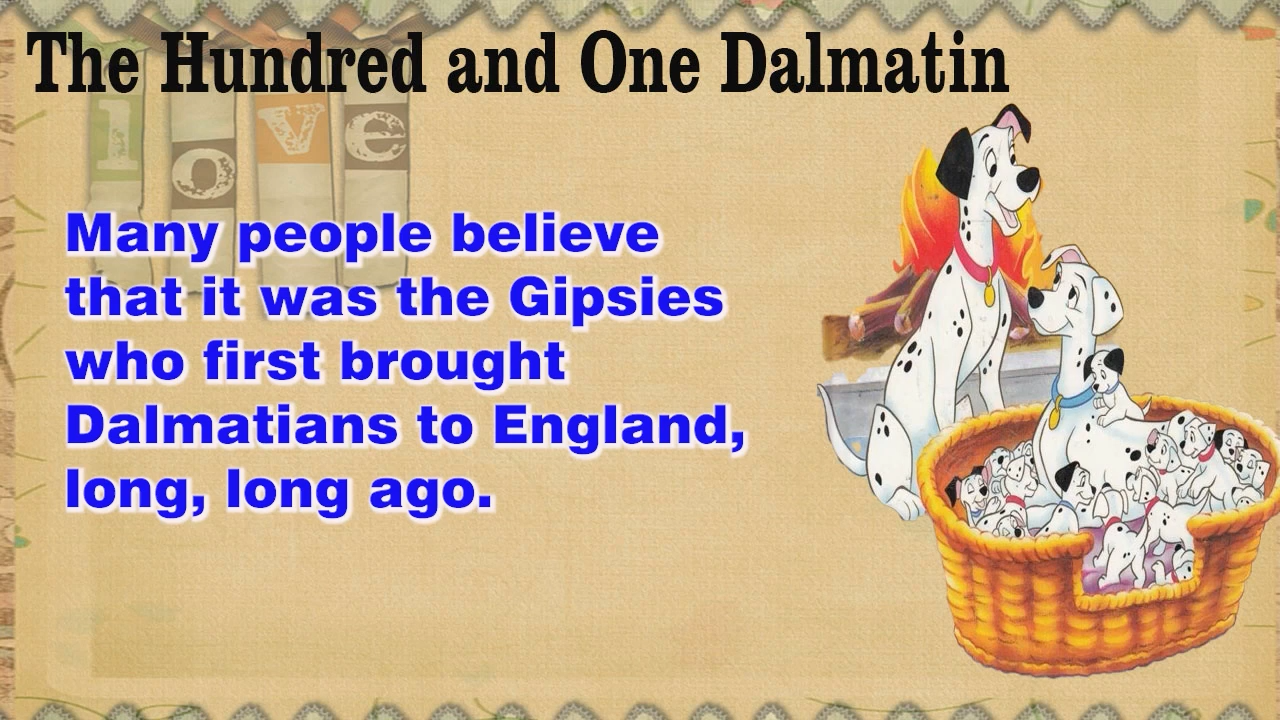 The Hundred and One Dalmatin
love
Many people believe
that it was the Gipsies
who first brought
Dalmatians to England,
long, long ago.